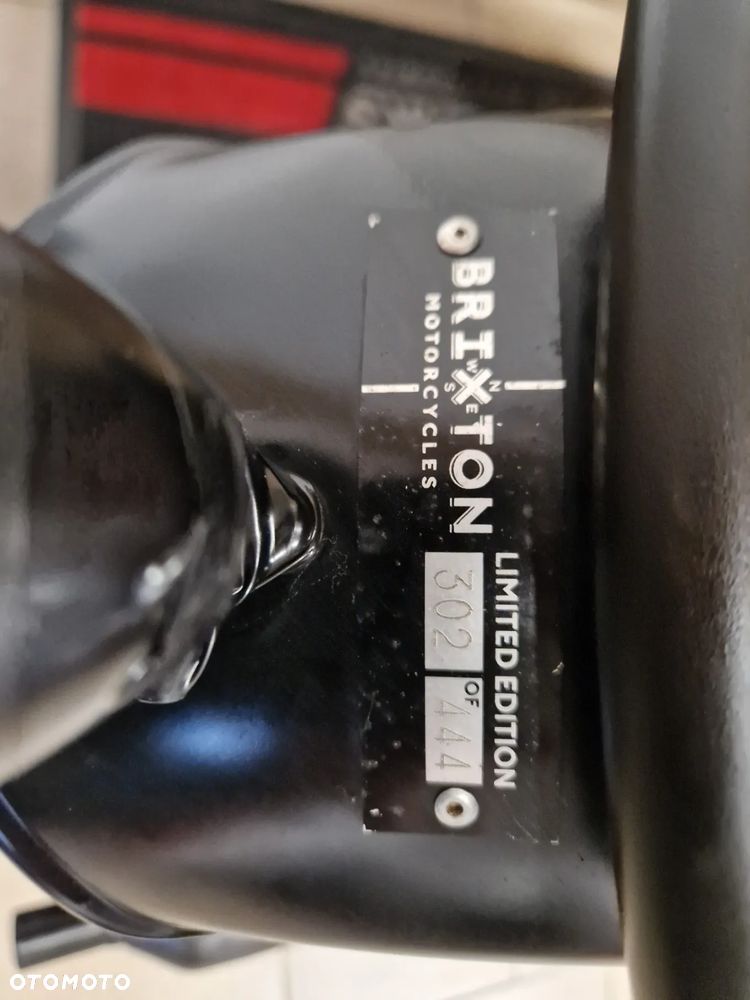 BRIXTON
N
W E
S
MOTORCYCLES
LIMITED EDITION
302 OF 444
OTOMOTO